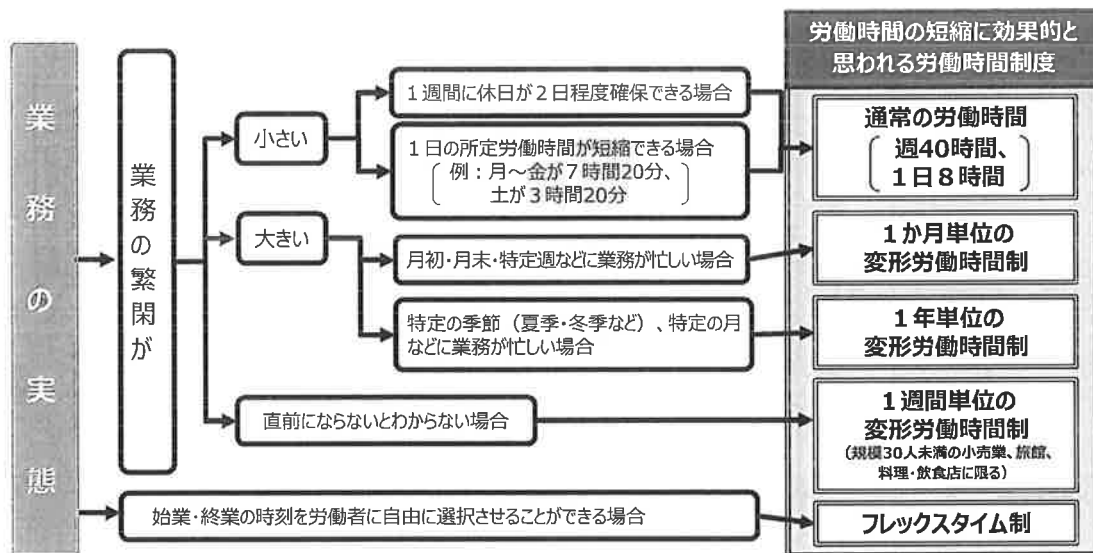 労働時間の短縮に効果的と
思われる労働時間制度
業務の実態
業務の繁閑が
小さい
1週間に休日が2日程度確保できる場合
1日の所定労働時間が短縮できる場合
例：月～金が7時間20分、
土が3時間20分
通常の労働時間
週40時間、
1日8時間
大きい
月初・月末・特定週などに業務が忙しい場合
1か月単位の
変形労働時間制
特定の季節（夏季・冬季など）、特定の月
などに業務が忙しい場合
1年単位の
変形労働時間制
直前にならないとわからない場合
1週間単位の
変形労働時間制
（規模30人未満の小売業、旅館、
料理・飲食店に限る）
始業・終業の時刻を労働者に自由に選択させることができる場合
フレックスタイム制